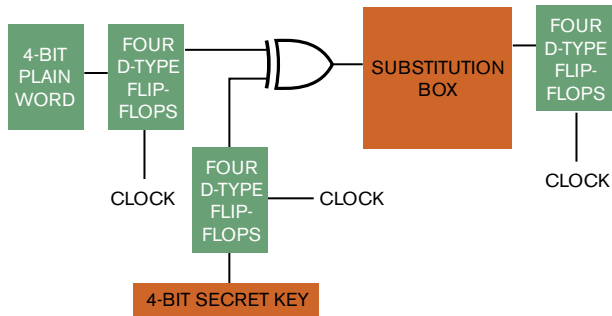 4-BIT
PLAIN
WORD
FOUR
D-TYPE
FLIP-
FLOPS
CLOCK
FOUR
D-TYPE
FLIP-
FLOPS
CLOCK
4-BIT SECRET KEY
SUBSTITUTION
BOX
FOUR
D-TYPE
FLIP-
FLOPS
CLOCK